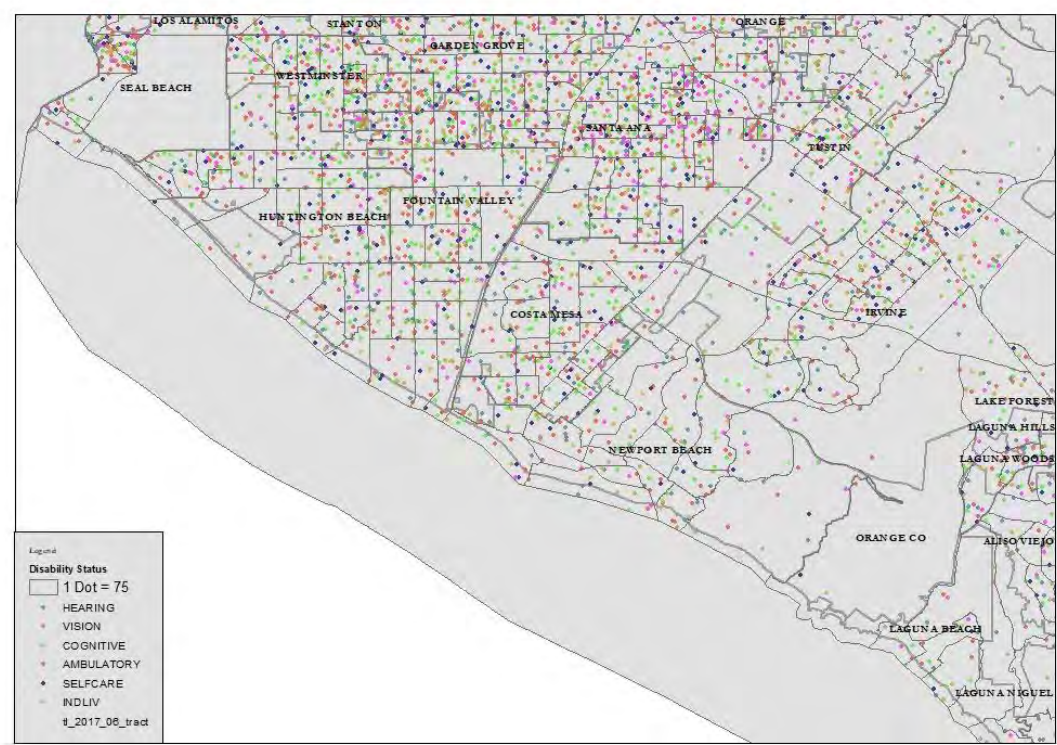 LOS ALAMITOS
STANTON
ORANGE
GARDEN GROVE
WESTMINSTER
SEAL BEACH
SANTA ANA
TUSTIN
FOUNTAIN VALLEY
HUNTINGTON BEACH
COSTA MESA
IRVINE
LAKE FOREST
LAGUNA HILLS
NEWPORT BEACH
LAGUNA WOODS
ORANGE CO
ALISO VIEJO
LAGUNA BEACH
LAGUNA NIGUEL
Legend
Disability Status
1 Dot = 75
HEARING
VISION
COGNITIVE
AMBULATORY
SELFCARE
INDLIV
tl_2017_06_tract